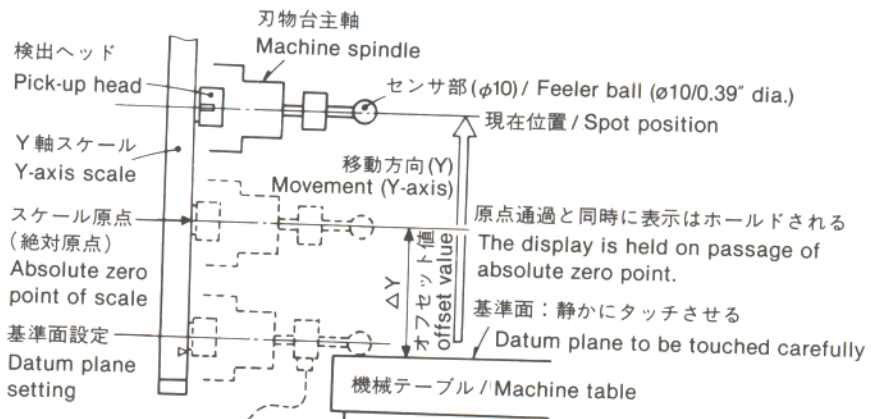 刃物台主軸
Machine spindle
検出ヘッド
Pick-up head
センサ部(φ10)/ Feeler ball (ø10/0.39″ dia.)
現在位置/ Spot position
Y 軸スケール
Y-axis scale
移動方向(Y)
Movement (Y-axis)
スケール原点
(絶対原点)
Absolute zero
point of scale
原点通過と同時に表示はホールドされる
The display is held on passage of
absolute zero point.
△Y
オフセット値
offset value
基準面設定
Datum plane
setting
基準面：静かにタッチさせる
Datum plane to be touched carefully
機械テーブル/Machine table